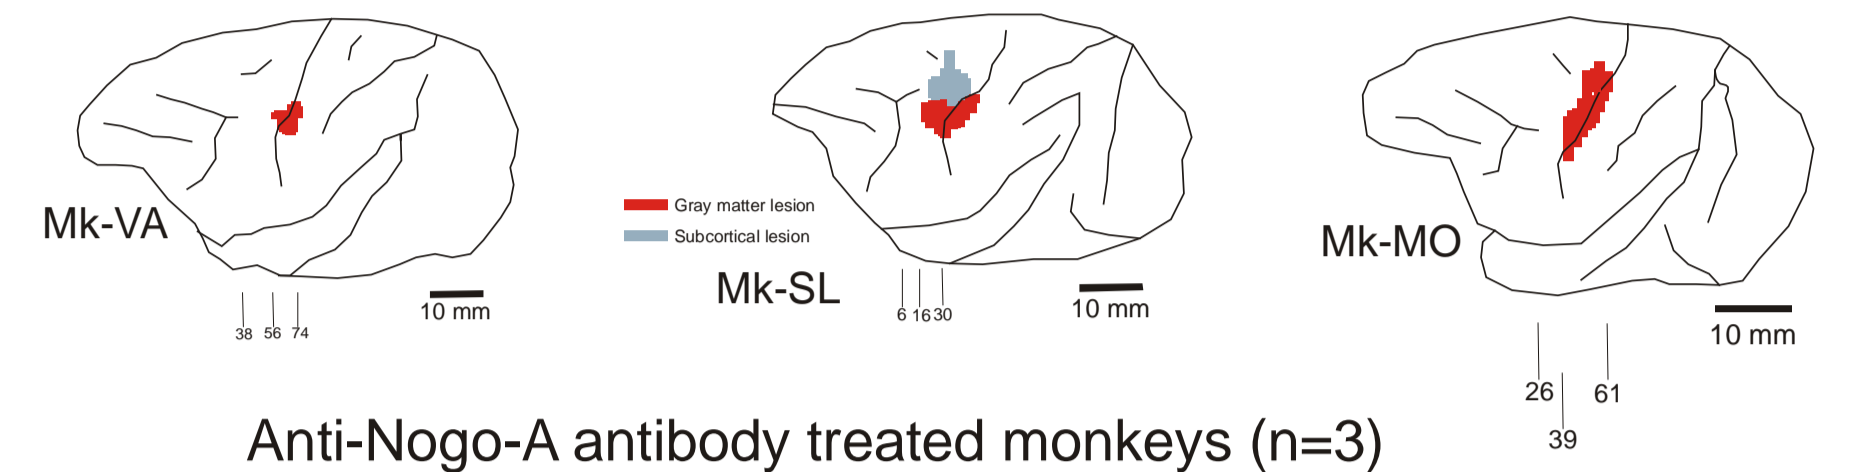 Mk-VA
38 56 74
10 mm
Gray matter lesion
Subcortical lesion
Mk-SL
6 16 30
10 mm
Mk-MO
10 mm
26 61
39
Anti-Nogo-A antibody treated monkeys (n=3)